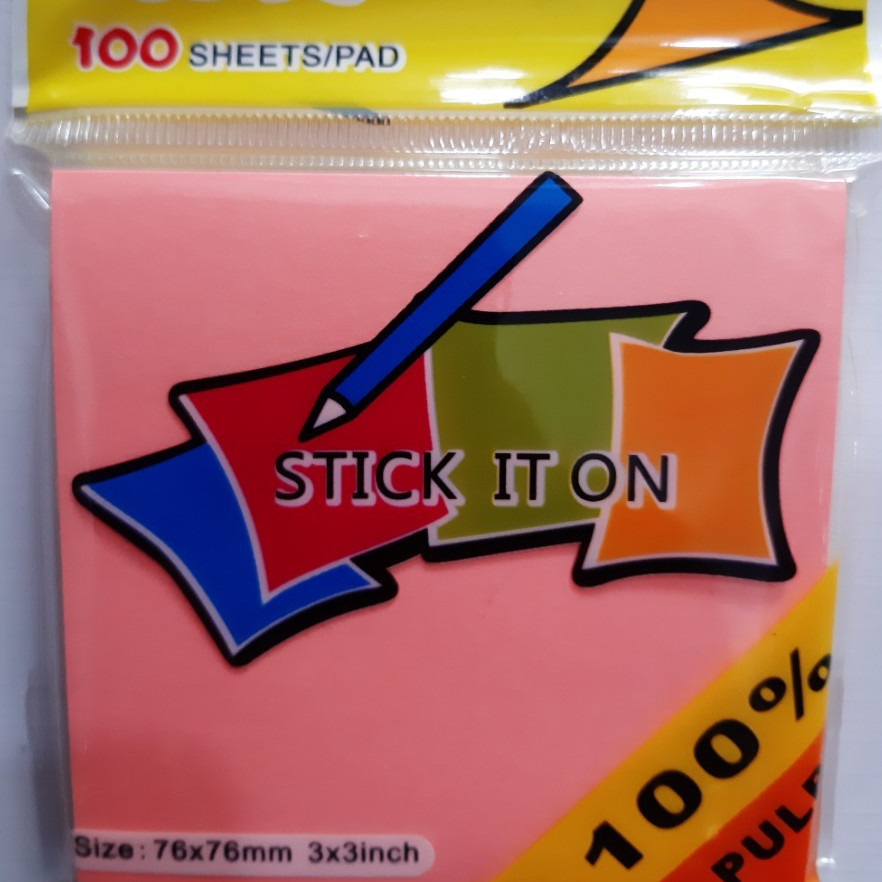 100 SHEETS/PAD
STICK IT ON
100%
PULP
Size : 76x76mm 3x3inch